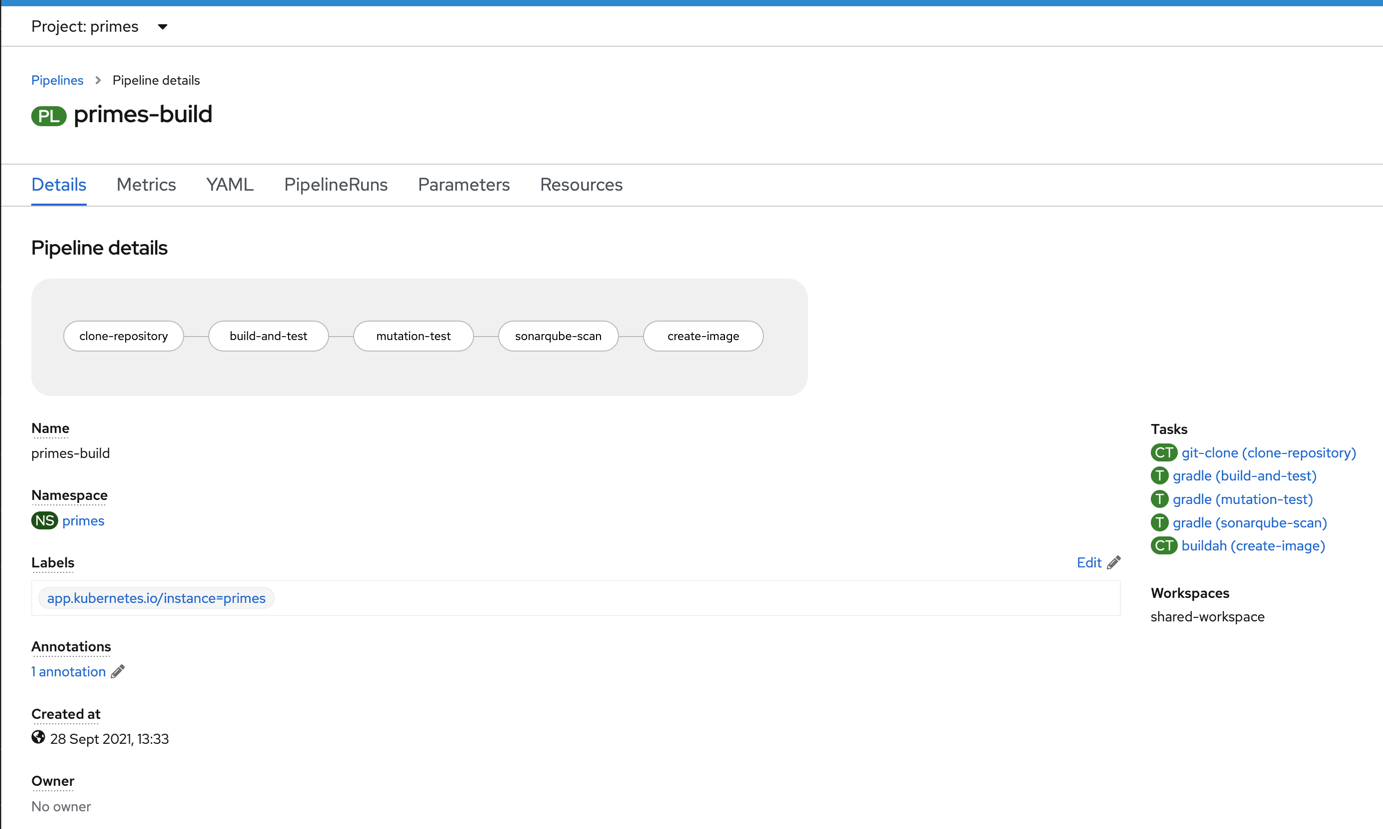 Project: primes
Pipelines > Pipeline details
PL primes-build
Details Metrics YAML PipelineRuns Parameters Resources
Pipeline details
clone-repository build-and-test mutation-test sonarqube-scan create-image
Name
primes-build
Namespace
NS primes
Labels
Edit
app.kubernetes.io/instance=primes
Annotations
1 annotation
Created at
28 Sept 2021, 13:33
Owner
No owner
Tasks
CT git-clone (clone-repository)
T gradle (build-and-test)
T gradle (mutation-test)
T gradle (sonarqube-scan)
CT buildah (create-image)
Workspaces
shared-workspace